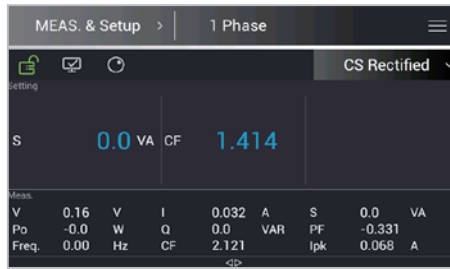 MEAS. & Setup > 1 Phase
CS Rectified
Setting
S 0.0 VA CF 1.414
Meas.
V 0.16 V I 0.032 A S 0.0 VA
Po -0.0 W Q 0.0 VAR PF -0.331
Freq. 0.00 Hz CF 2.121 Ipk 0.068 A